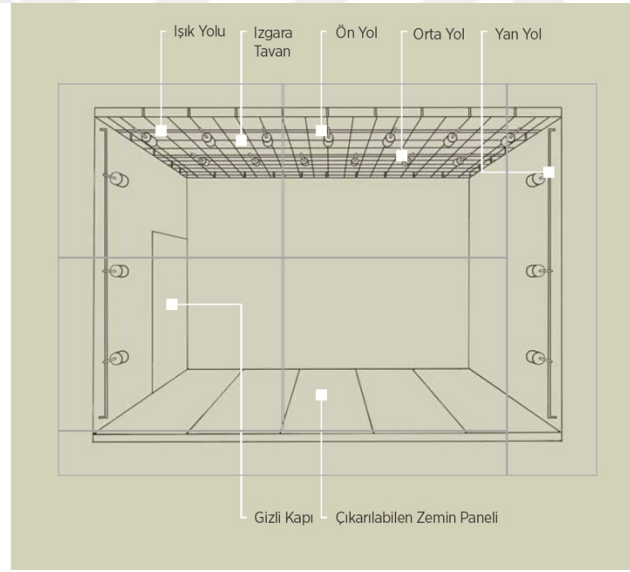 Işık Yolu
Izgara
Tavan
Ön Yol
Orta Yol
Yan Yol
Gizli Kapı
Çıkarılabilen Zemin Paneli